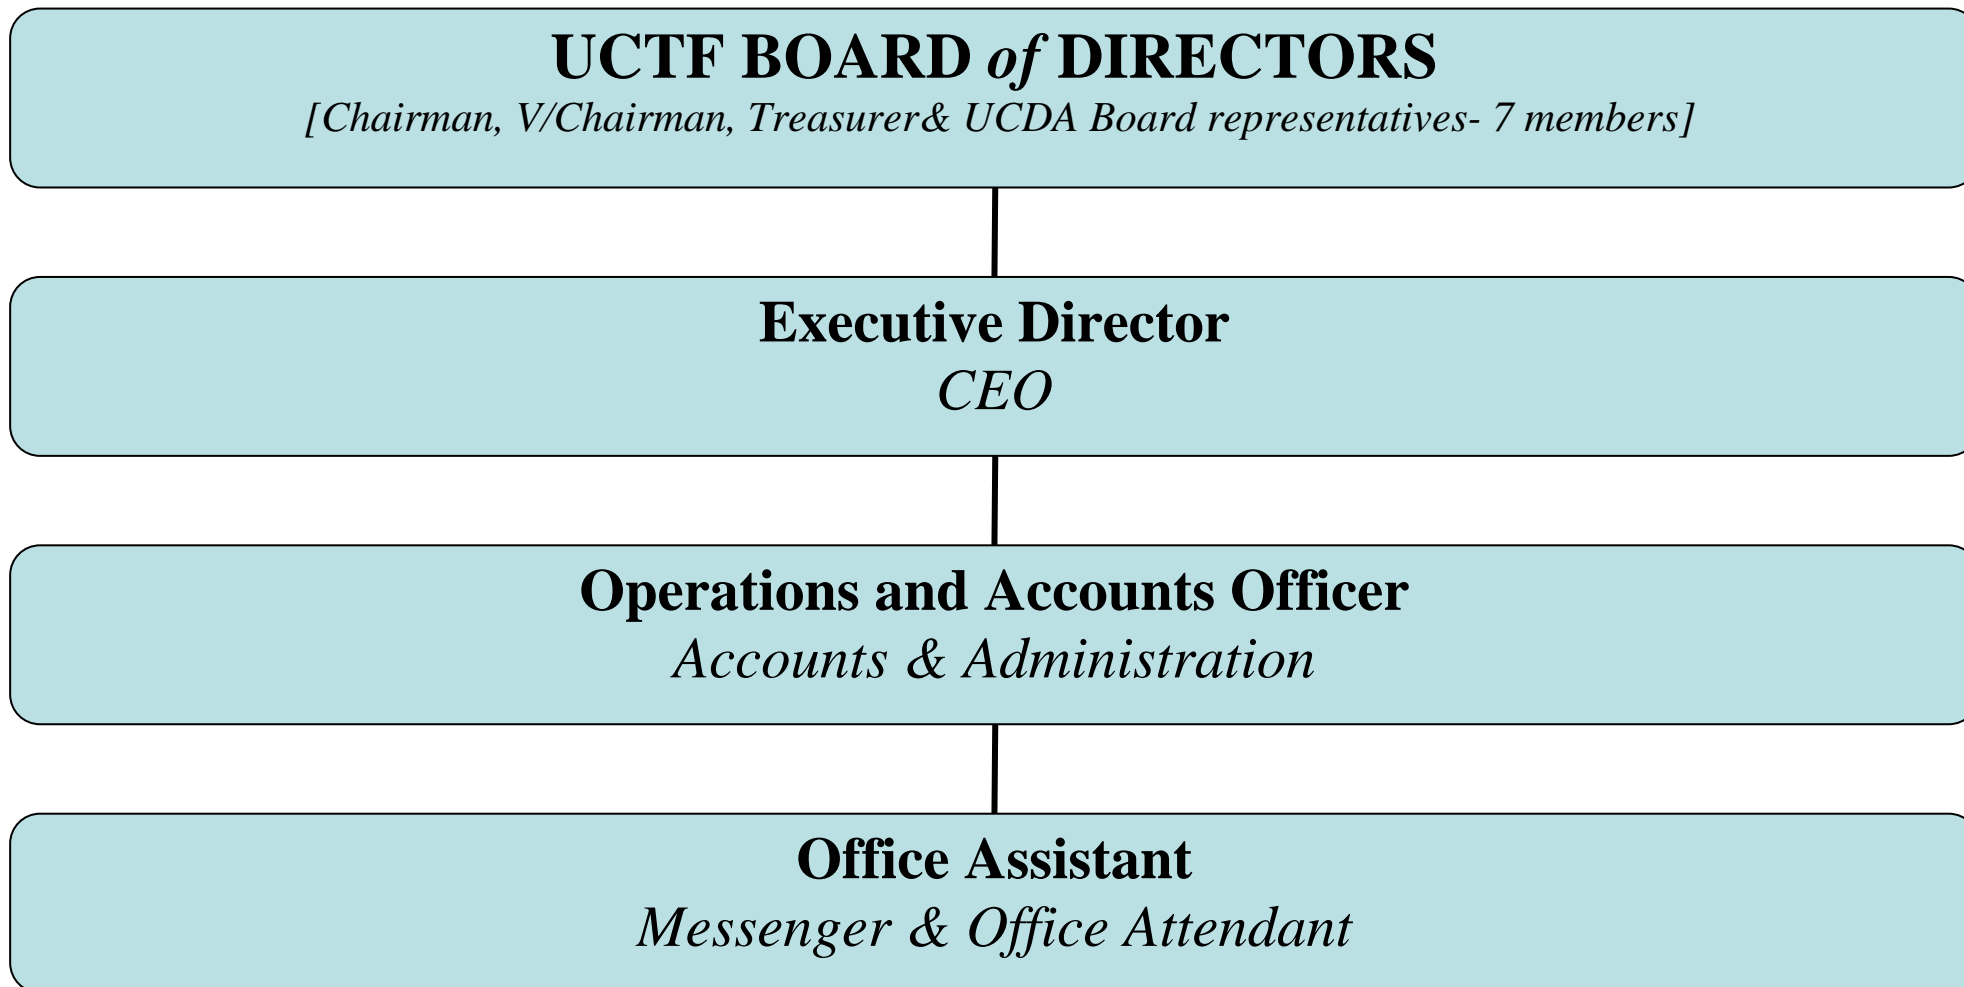 UCTF BOARD of DIRECTORS
[Chairman, V/Chairman, Treasurer& UCDA Board representatives- 7 members]
Executive Director
CEO
Operations and Accounts Officer
Accounts & Administration
Office Assistant
Messenger & Office Attendant